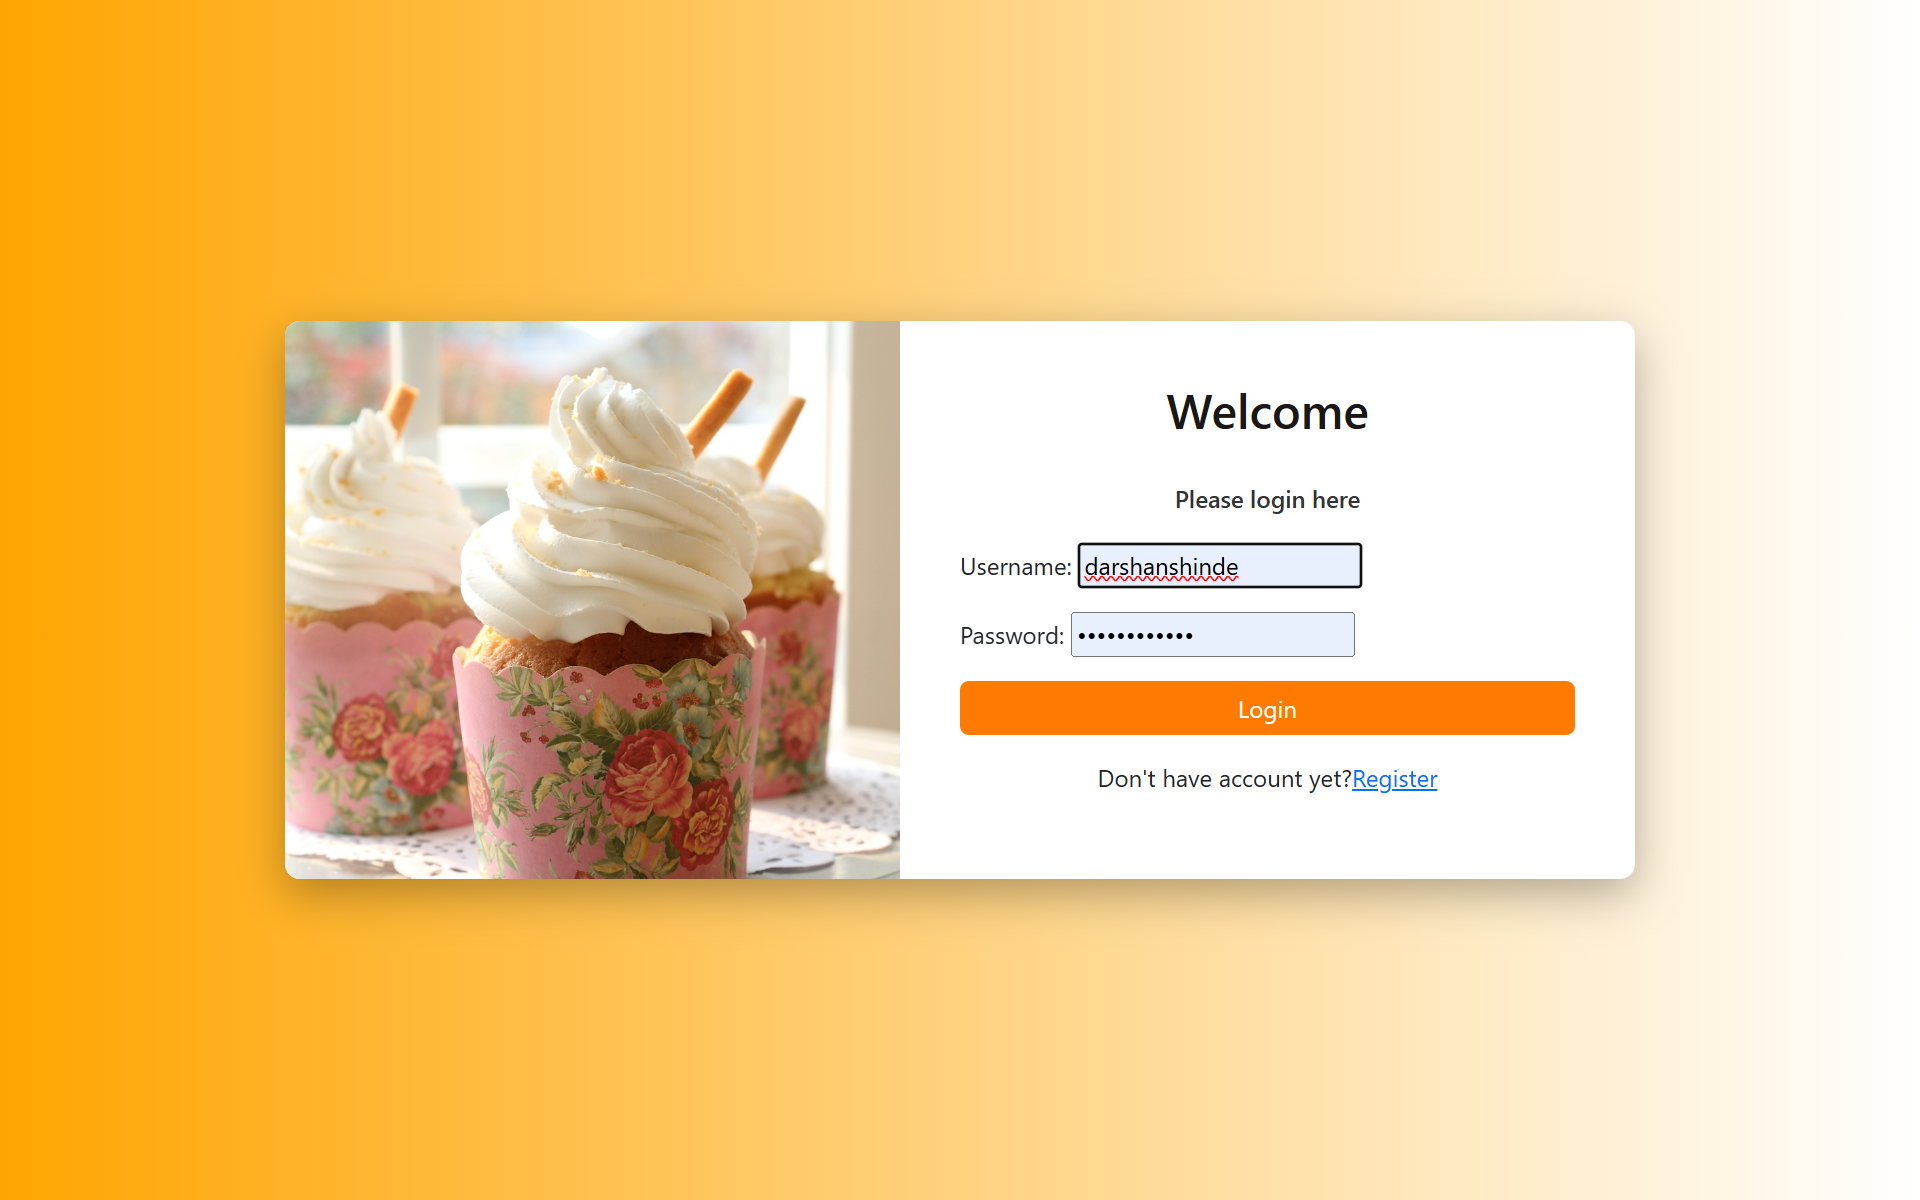 Welcome
Please login here
Username: darshanshinde
Password: ••••••••••••
Login
Don't have account yet?Register